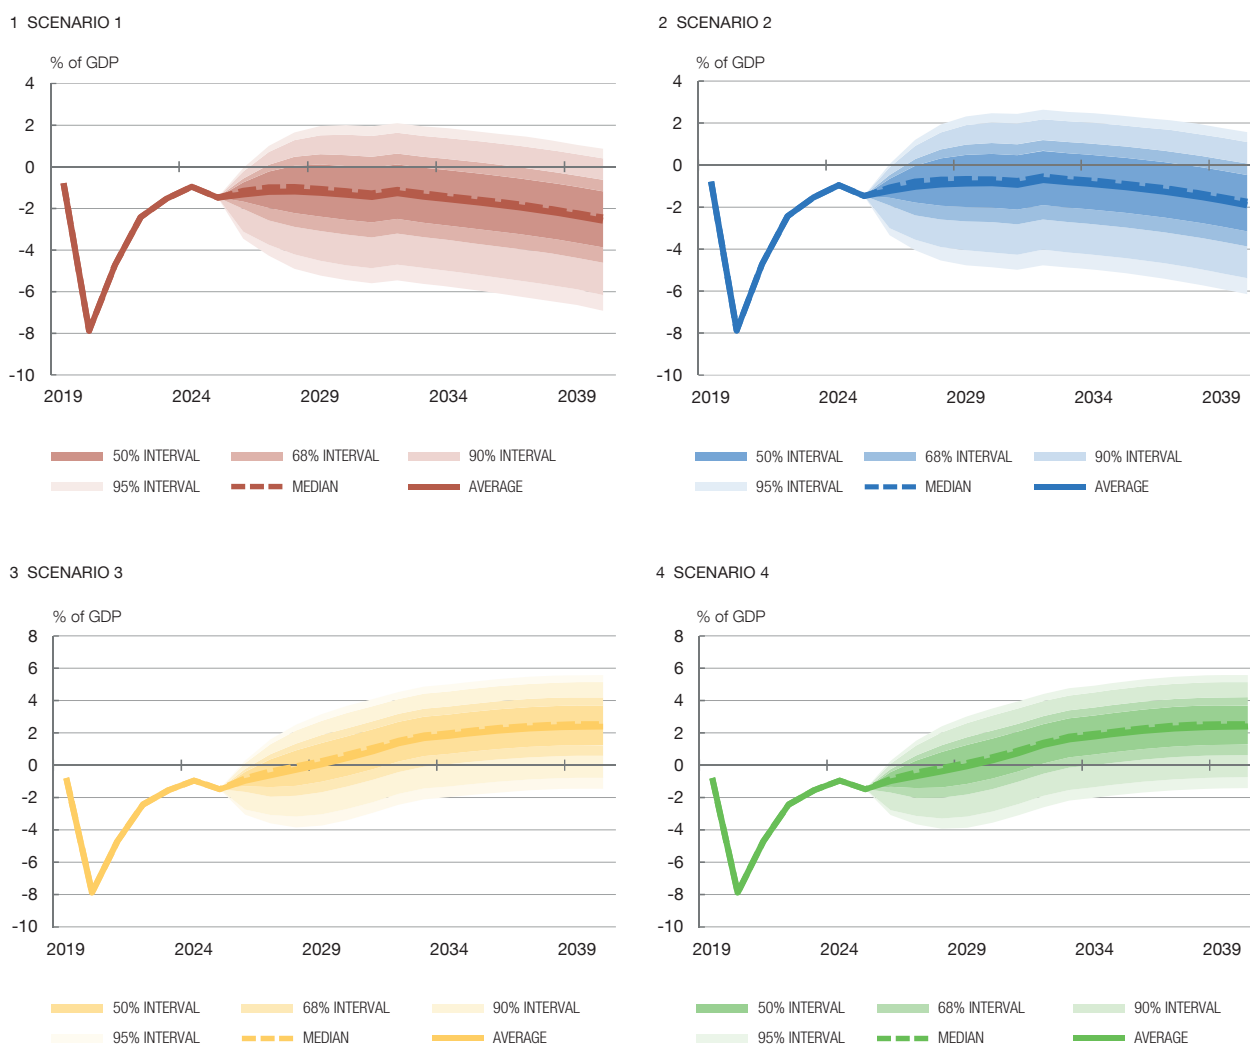 1 SCENARIO 1
% of GDP
4
2
0
-2
-4
-6
-8
-10
2019 2024 2029 2034 2039
50% INTERVAL 68% INTERVAL 90% INTERVAL
95% INTERVAL MEDIAN AVERAGE
2 SCENARIO 2
% of GDP
4
2
0
-2
-4
-6
-8
-10
2019 2024 2029 2034 2039
50% INTERVAL 68% INTERVAL 90% INTERVAL
95% INTERVAL MEDIAN AVERAGE
3 SCENARIO 3
% of GDP
8
6
4
2
0
-2
-4
-6
-8
-10
2019 2024 2029 2034 2039
50% INTERVAL 68% INTERVAL 90% INTERVAL
95% INTERVAL MEDIAN AVERAGE
4 SCENARIO 4
% of GDP
8
6
4
2
0
-2
-4
-6
-8
-10
2019 2024 2029 2034 2039
50% INTERVAL 68% INTERVAL 90% INTERVAL
95% INTERVAL MEDIAN AVERAGE